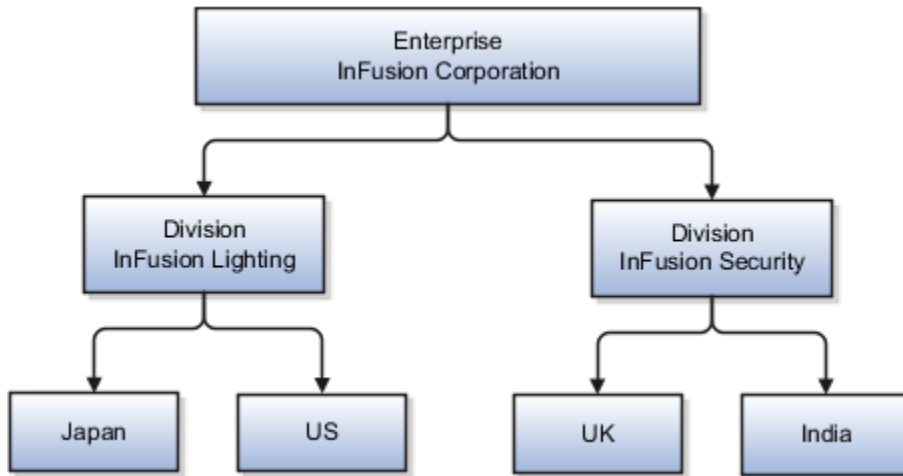 Enterprise
InFusion Corporation
Division
InFusion Lighting
Division
InFusion Security
Japan
US
UK
India